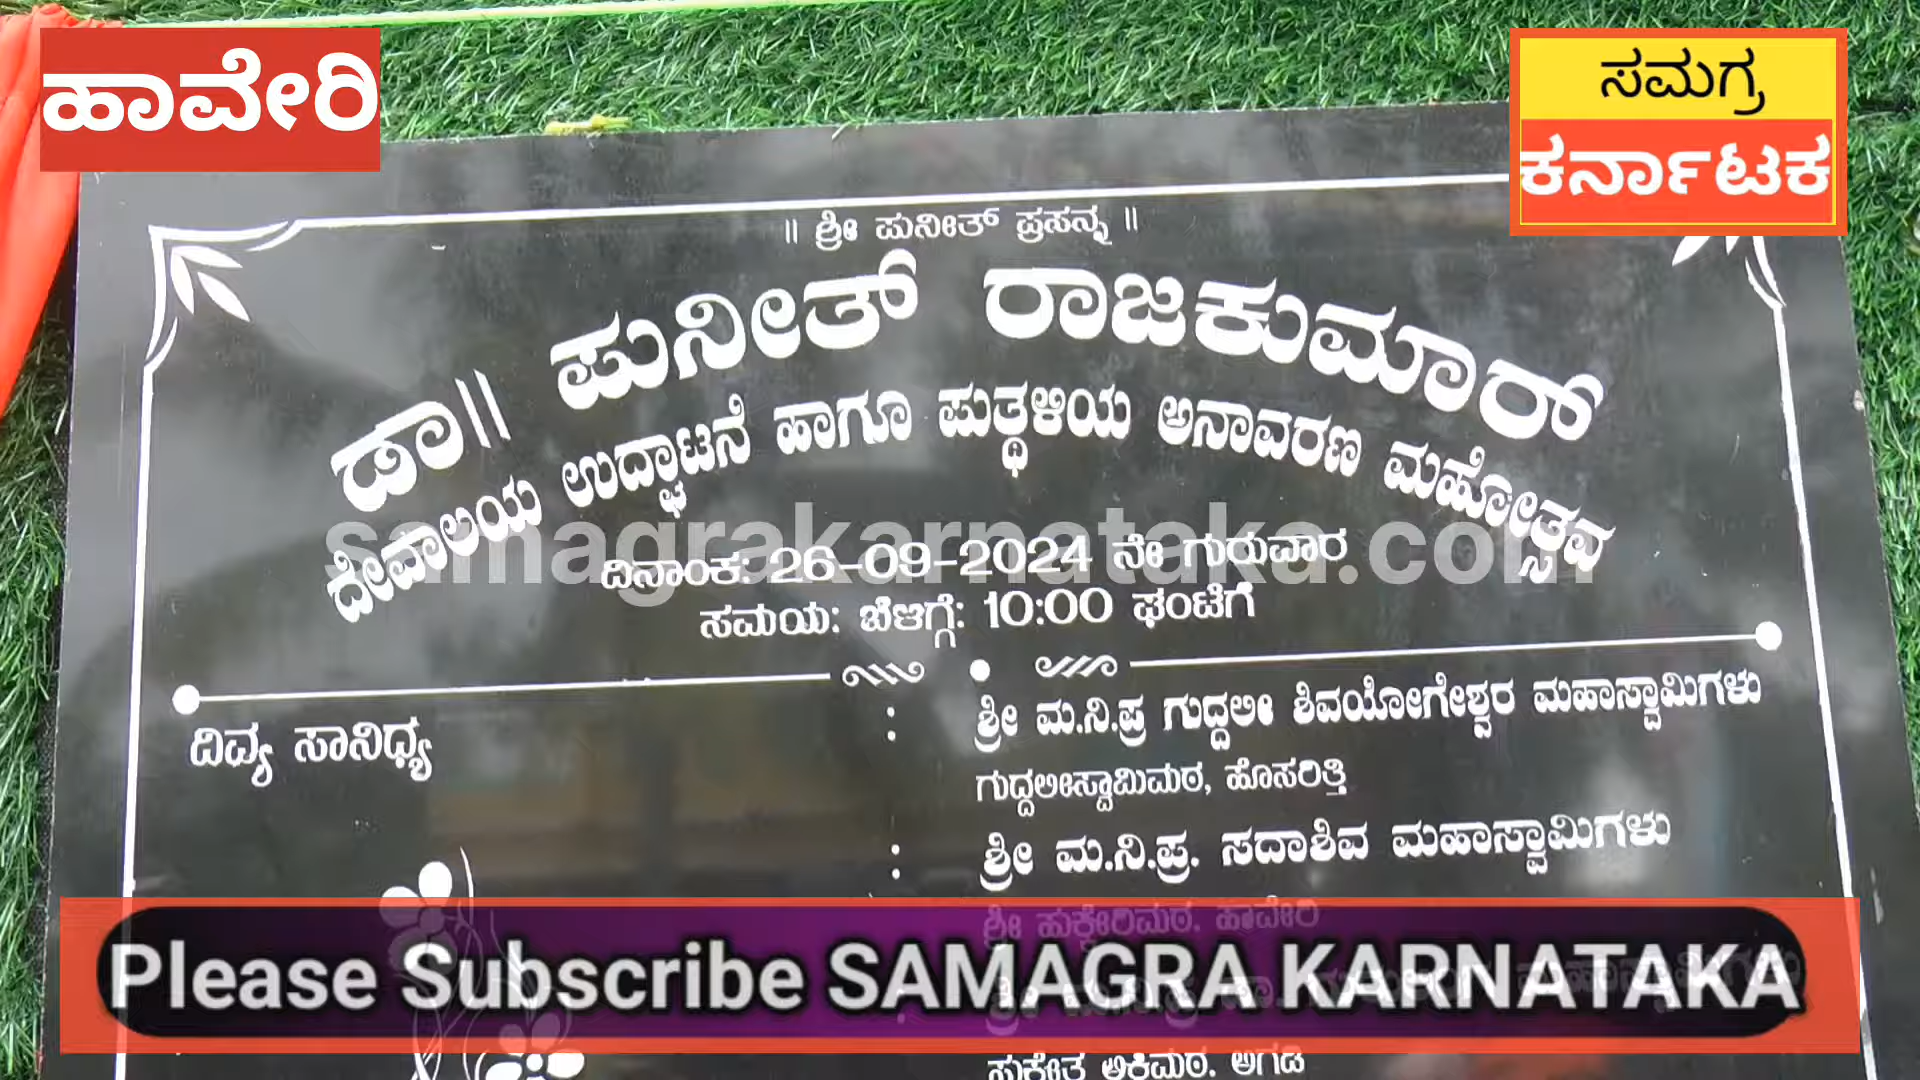 ಹಾವೇರಿ
ಸಮಗ್ರ
ಕರ್ನಾಟಕ
॥ ಶ್ರೀ ಪುನೀತ್ ಪ್ರಸನ್ನ ॥
ಡಾ॥ ಪುನೀತ್ ರಾಜಕುಮಾರ್
ದೇವಾಲಯ ಉದ್ಘಾಟನೆ ಹಾಗೂ ಪುತ್ಥಳಿಯ ಅನಾವರಣ ಮಹೋತ್ಸವ
samagrakarnataka.com
ದಿನಾಂಕ: 26-09-2024 ನೇ ಗುರುವಾರ
ಸಮಯ: ಬೆಳಗ್ಗೆ: 10:00 ಘಂಟೆಗೆ
ದಿವ್ಯ ಸಾನಿಧ್ಯ : ಶ್ರೀ ಮ.ನಿ.ಪ್ರ ಗುದ್ದಲೀ ಶಿವಯೋಗೇಶ್ವರ ಮಹಾಸ್ವಾಮಿಗಳು
ಗುದ್ದಲೀಸ್ವಾಮಿಮಠ, ಹೊಸರಿತ್ತಿ
: ಶ್ರೀ ಮ.ನಿ.ಪ್ರ. ಸದಾಶಿವ ಮಹಾಸ್ವಾಮಿಗಳು
ಶ್ರೀ ಹುಕ್ಕೇರಿಮಠ. ಹಾವೇರಿ
Please Subscribe SAMAGRA KARNATAKA